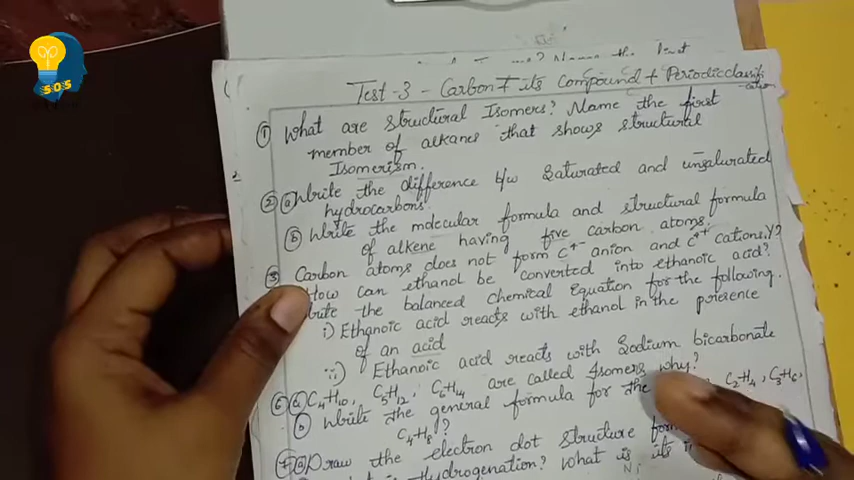 S.O.S
Test-3 - Carbon & its Compound + Periodic classification
① What are structural Isomers? Name the first
member of alkanes that shows structural
Isomerism.
② ⓐ Write the difference b/w saturated and unsaturated
hydrocarbons.
ⓑ Write the molecular formula and structural formula
of alkene having five carbon atoms.
③ Carbon atoms does not form C⁴⁻ anion and C⁴⁺ cations, Y?
How can ethanol be converted into ethanoic acid?
the balanced chemical Equation for the following.
i) Ethanoic acid reacts with ethanol in the presence
of an acid
ii) Ethanoic acid reacts with Sodium bicarbonate
⑥ ⓐ C4H10, C5H12, C6H14 are called Isomers why?
ⓑ Write the general formula for the C2H4, C3H6,
C4H8?
⑦ ⓐ Draw the electron dot structure
is Hydrogenation? What is its